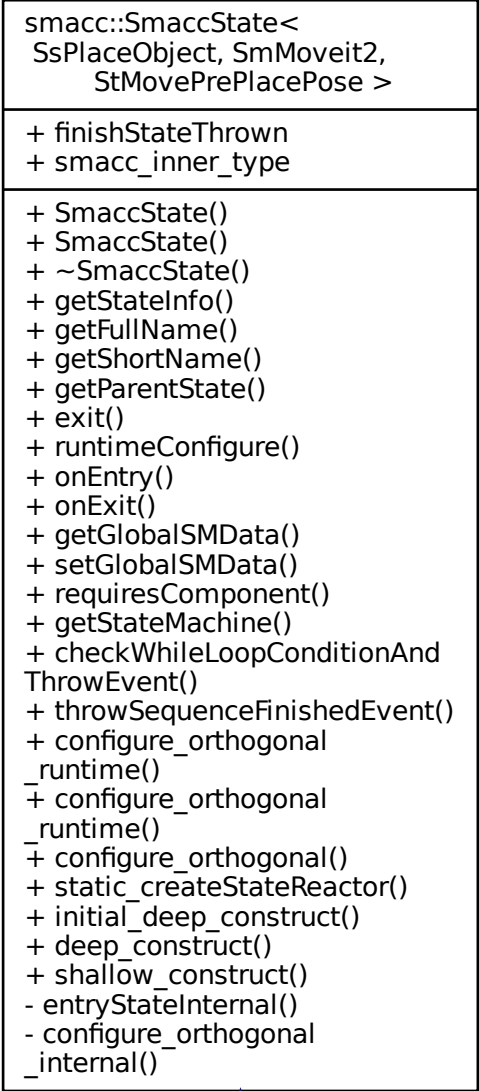 smacc::SmaccState<
SsPlaceObject, SmMoveit2,
StMovePrePlacePose >
+ finishStateThrown
+ smacc_inner_type
+ SmaccState()
+ SmaccState()
+ ~SmaccState()
+ getStateInfo()
+ getFullName()
+ getShortName()
+ getParentState()
+ exit()
+ runtimeConfigure()
+ onEntry()
+ onExit()
+ getGlobalSMData()
+ setGlobalSMData()
+ requiresComponent()
+ getStateMachine()
+ checkWhileLoopConditionAnd
ThrowEvent()
+ throwSequenceFinishedEvent()
+ configure_orthogonal
_runtime()
+ configure_orthogonal
_runtime()
+ configure_orthogonal()
+ static_createStateReactor()
+ initial_deep_construct()
+ deep_construct()
+ shallow_construct()
- entryStateInternal()
- configure_orthogonal
_internal()